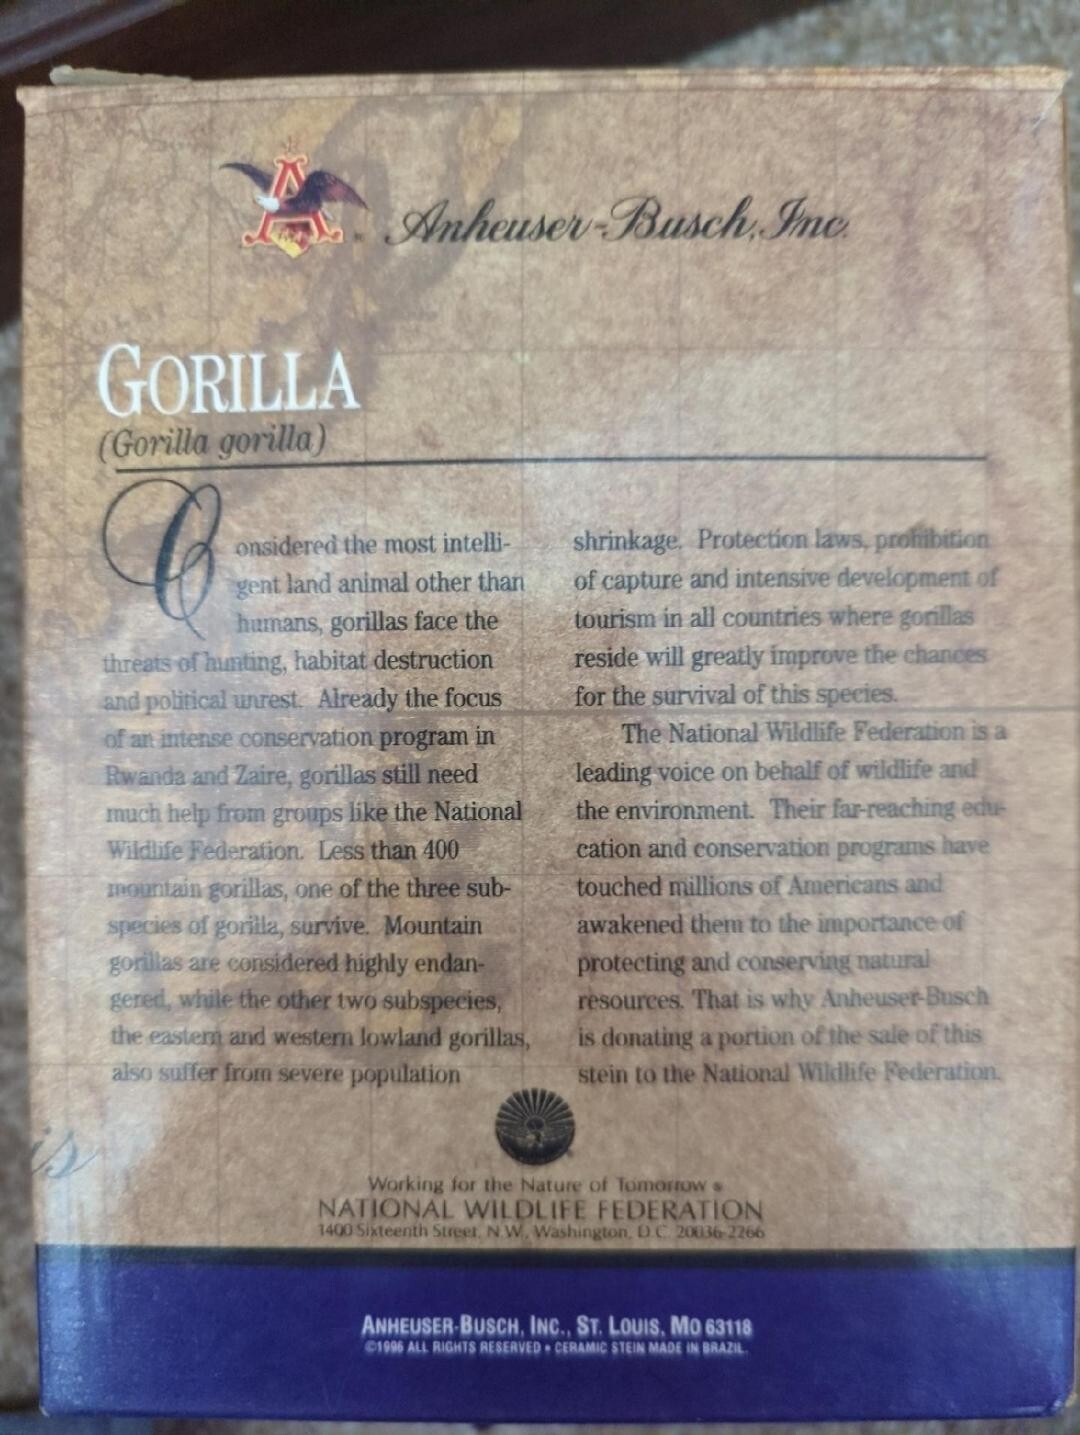 Anheuser-Busch, Inc.
GORILLA
(Gorilla gorilla)
Considered the most intelli-
gent land animal other than
humans, gorillas face the
threats of hunting, habitat destruction
and political unrest. Already the focus
of an intense conservation program in
Rwanda and Zaire, gorillas still need
much help from groups like the National
Wildlife Federation. Less than 400
mountain gorillas, one of the three sub-
species of gorilla, survive. Mountain
gorillas are considered highly endan-
gered, while the other two subspecies,
the eastern and western lowland gorillas,
also suffer from severe population
shrinkage. Protection laws, prohibition
of capture and intensive development of
tourism in all countries where gorillas
reside will greatly improve the chances
for the survival of this species.
The National Wildlife Federation is a
leading voice on behalf of wildlife and
the environment. Their far-reaching edu-
cation and conservation programs have
touched millions of Americans and
awakened them to the importance of
protecting and conserving natural
resources. That is why Anheuser-Busch
is donating a portion of the sale of this
stein to the National Wildlife Federation.
is
Working for the Nature of Tomorrow ®
NATIONAL WILDLIFE FEDERATION
1400 Sixteenth Street, N.W., Washington, D.C. 20036-2266
ANHEUSER-BUSCH, INC., ST. LOUIS, MO 63118
©1996 ALL RIGHTS RESERVED • CERAMIC STEIN MADE IN BRAZIL.